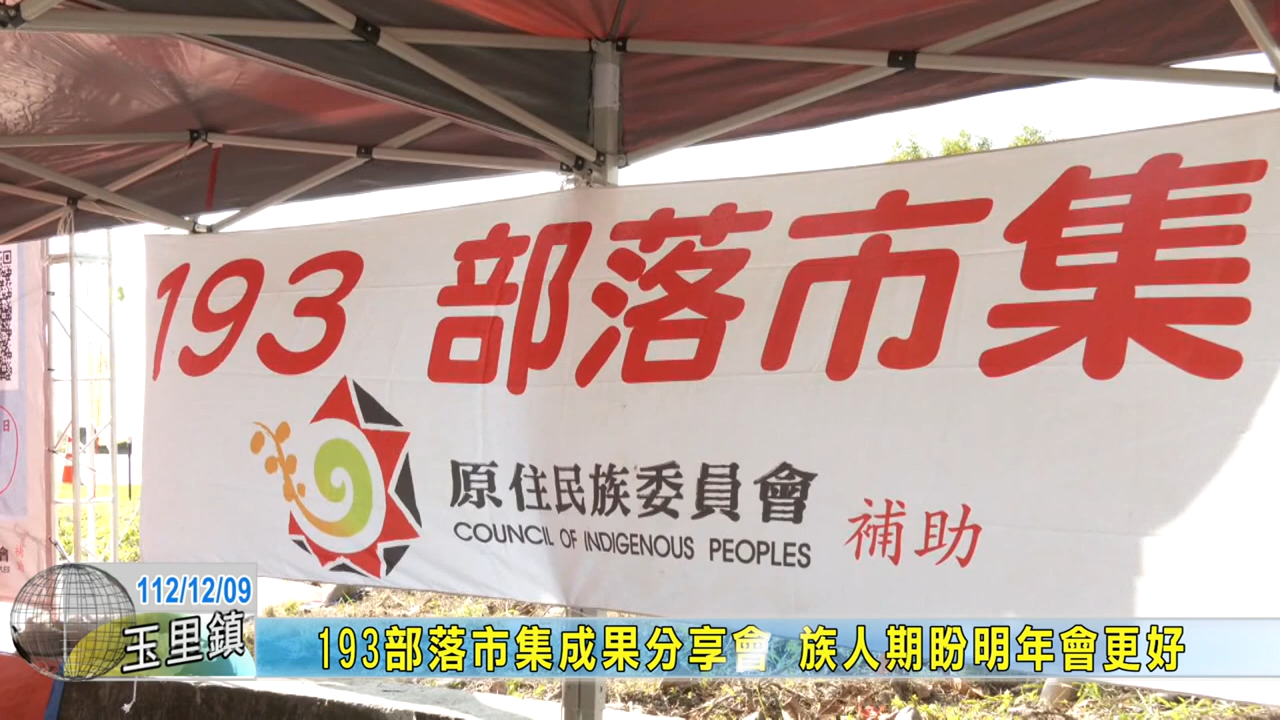 193 部落市集
原住民族委員會
COUNCIL OF INDIGENOUS PEOPLES
補助
日
會
112/12/09
玉里鎮
193部落市集成果分享會 族人期盼明年會更好